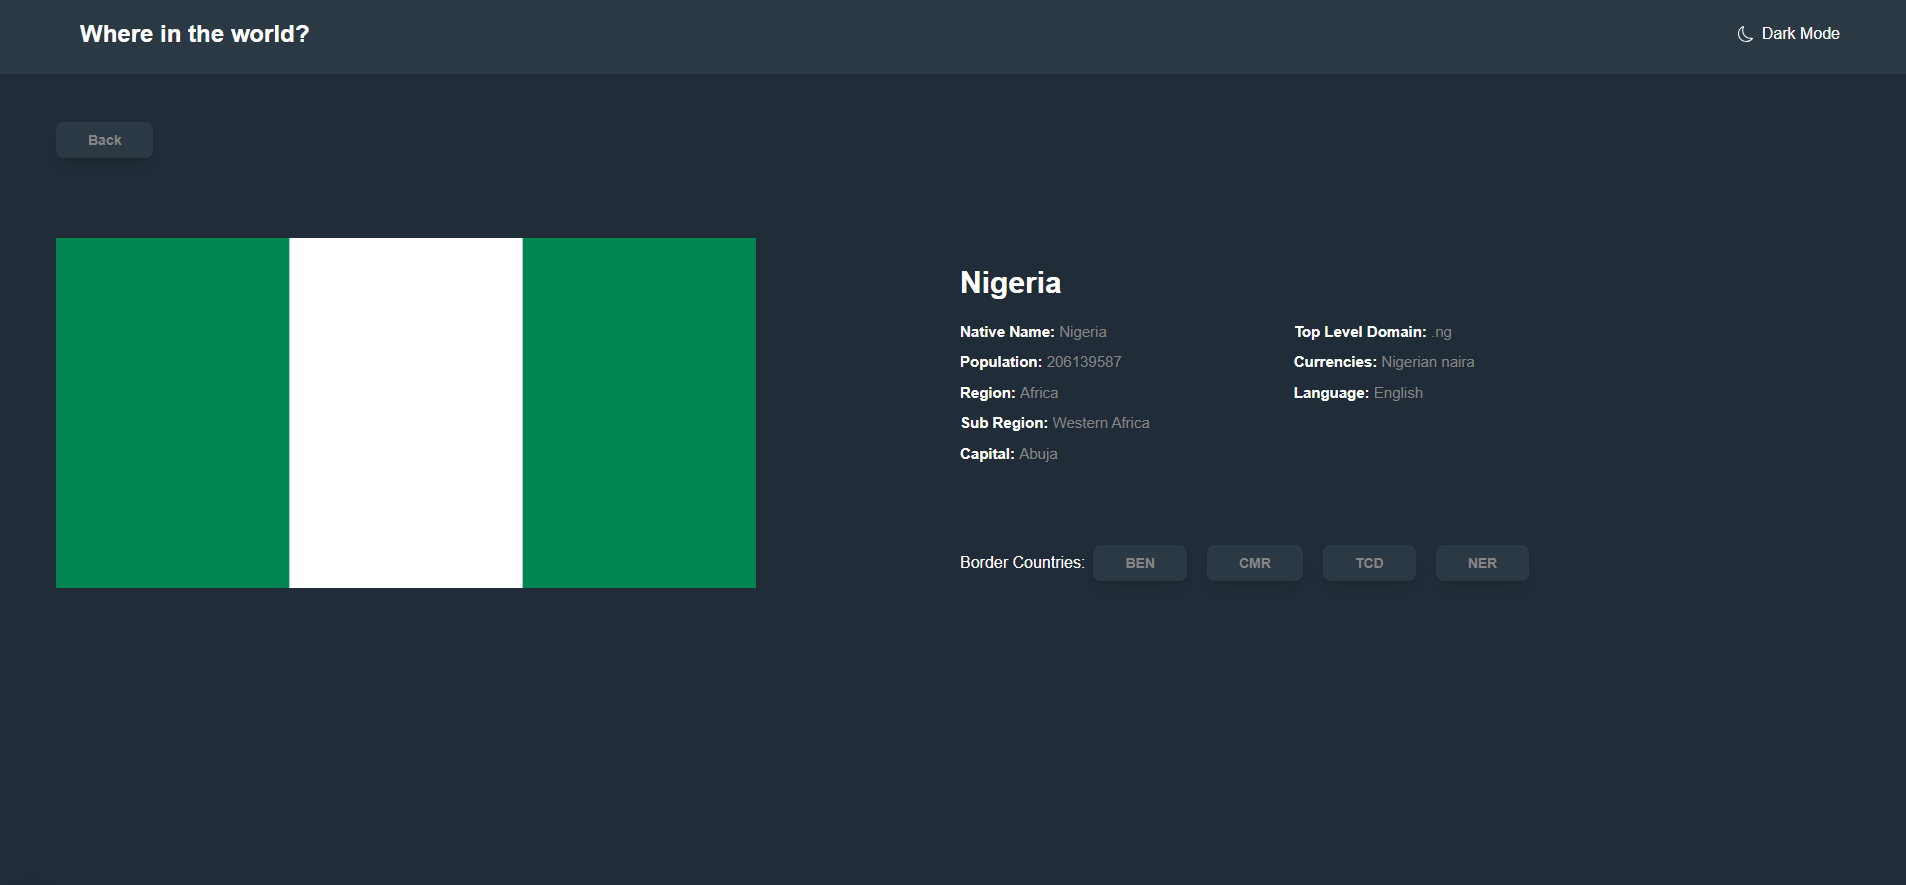 Where in the world?
Dark Mode
Back
Nigeria
Native Name: Nigeria
Population: 206139587
Region: Africa
Sub Region: Western Africa
Capital: Abuja
Top Level Domain: .ng
Currencies: Nigerian naira
Language: English
Border Countries: BEN CMR TCD NER